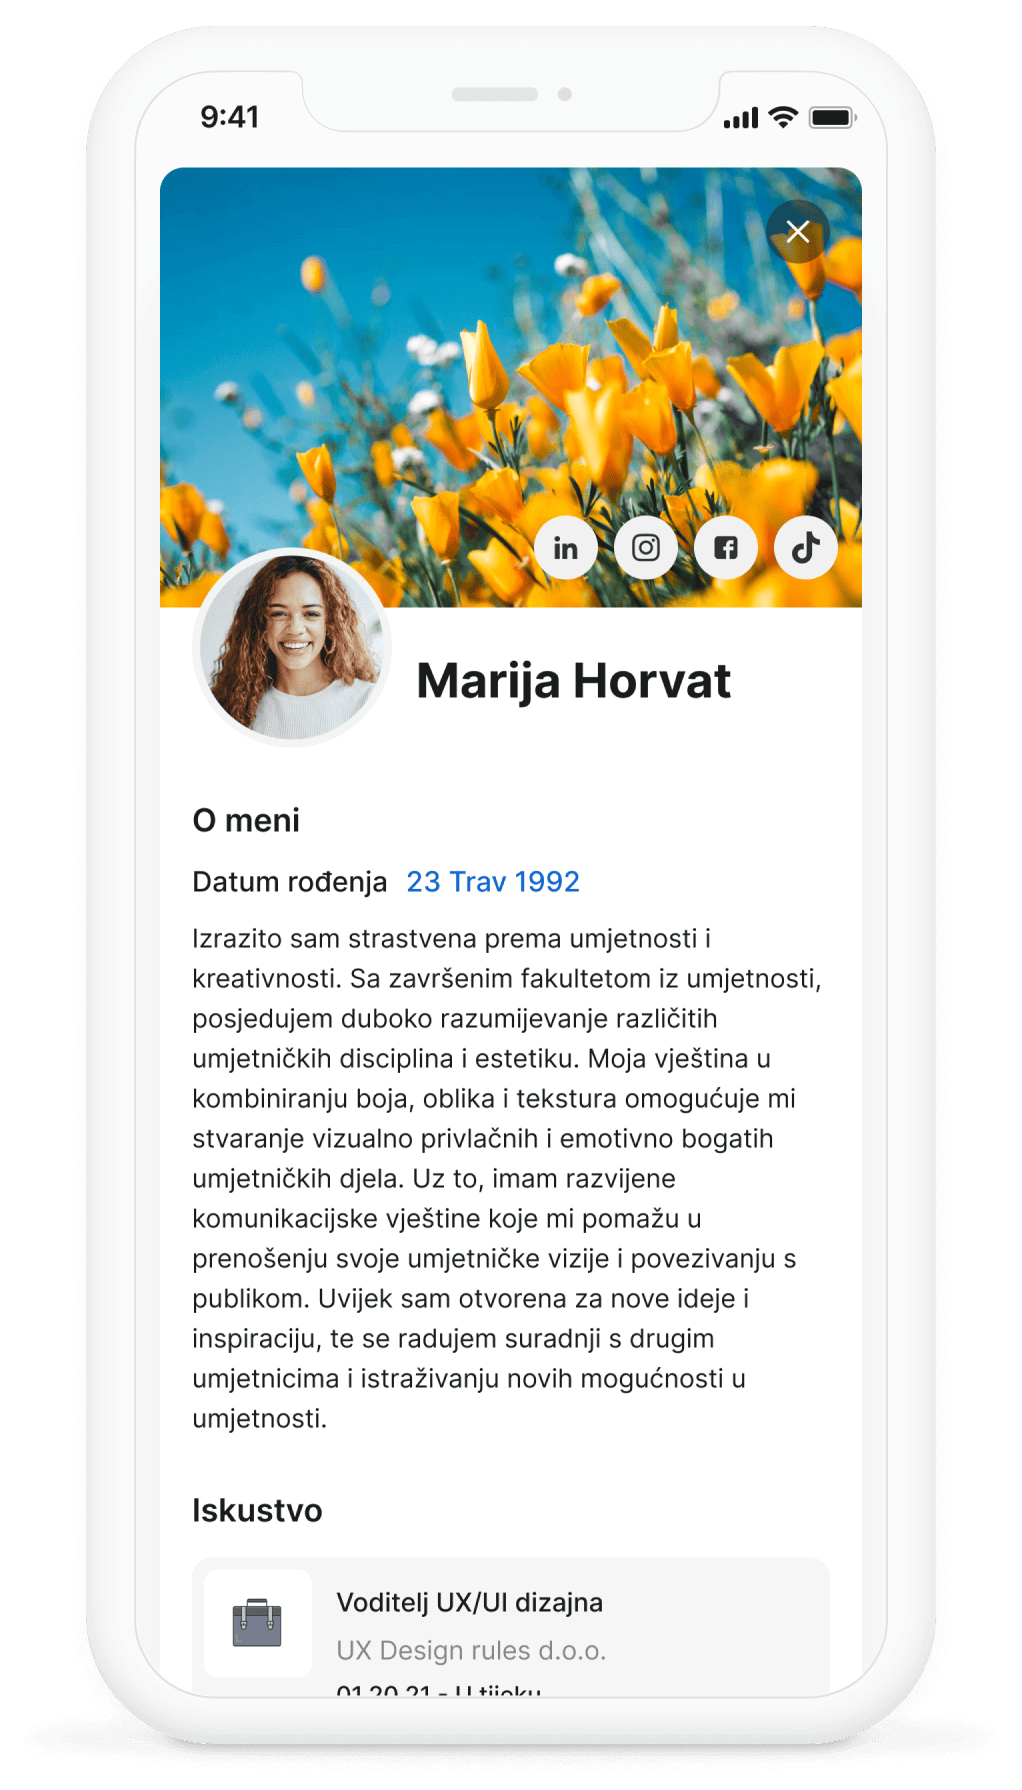 9:41
in
Marija Horvat
O meni
Datum rođenja 23 Trav 1992
Izrazito sam strastvena prema umjetnosti i
kreativnosti. Sa završenim fakultetom iz umjetnosti,
posjedujem duboko razumijevanje različitih
umjetničkih disciplina i estetiku. Moja vještina u
kombiniranju boja, oblika i tekstura omogućuje mi
stvaranje vizualno privlačnih i emotivno bogatih
umjetničkih djela. Uz to, imam razvijene
komunikacijske vještine koje mi pomažu u
prenošenju svoje umjetničke vizije i povezivanju s
publikom. Uvijek sam otvorena za nove ideje i
inspiraciju, te se radujem suradnji s drugim
umjetnicima i istraživanju novih mogućnosti u
umjetnosti.
Iskustvo
Voditelj UX/UI dizajna
UX Design rules d.o.o.
01.20.21 - U tijeku